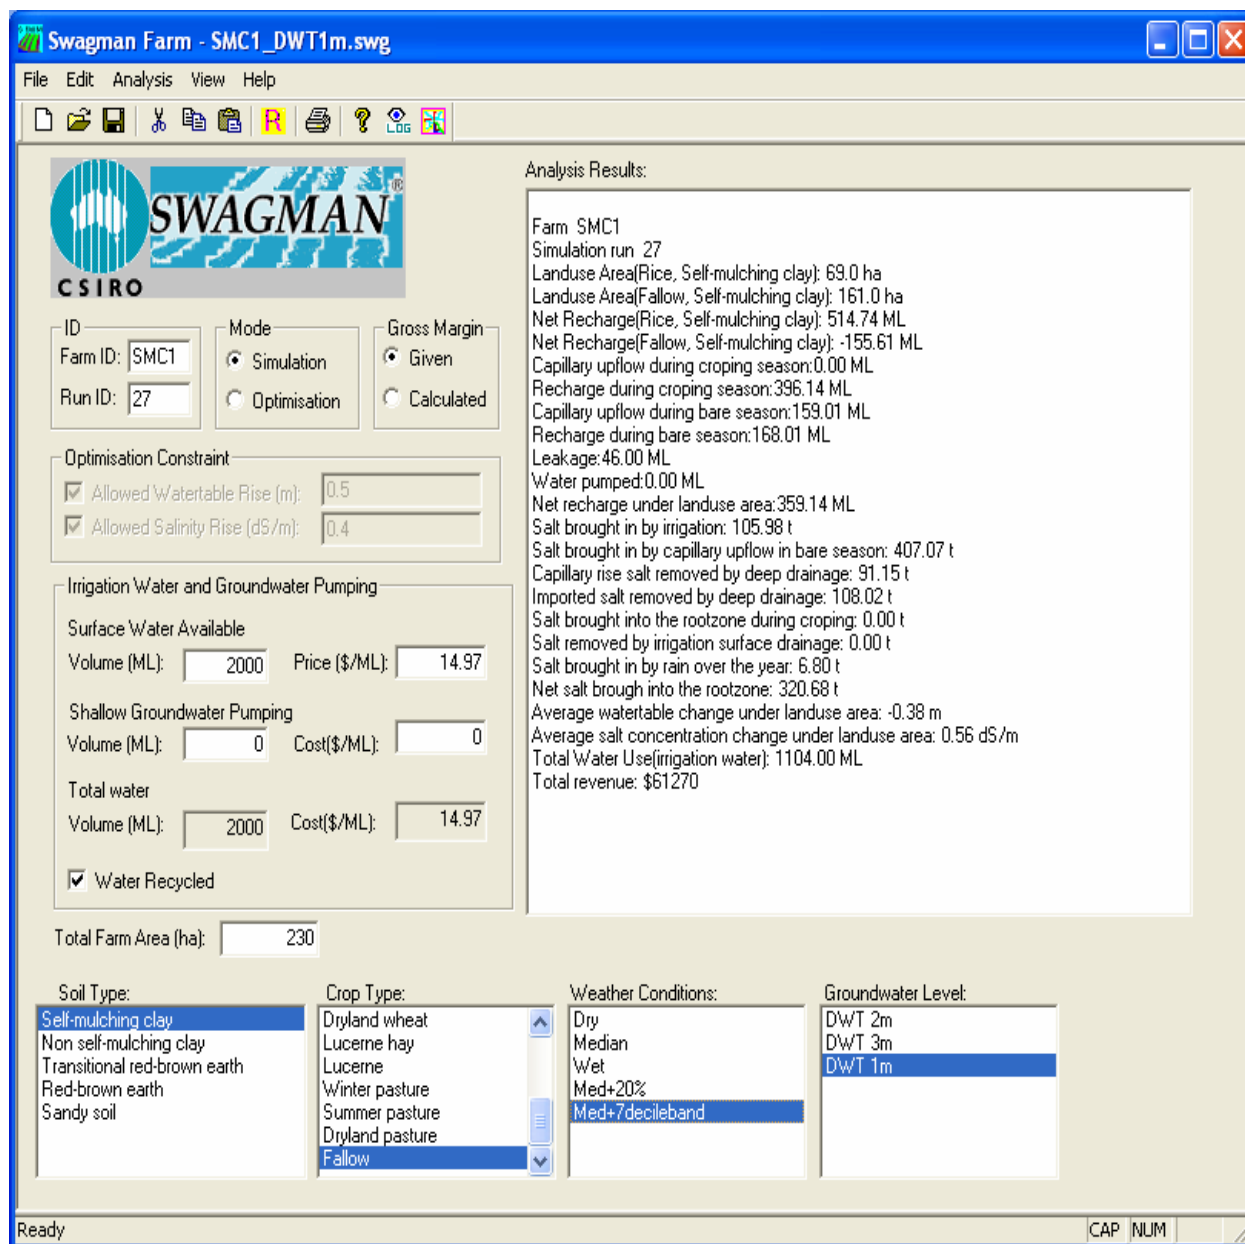 Swagman Farm - SMC1_DWT1m.swg
File Edit Analysis View Help
R LOG
SWAGMAN®
CSIRO
ID
Farm ID: SMC1
Run ID: 27
Mode
Simulation
Optimisation
Gross Margin
Given
Calculated
Optimisation Constraint
Allowed Watertable Rise (m): 0.5
Allowed Salinity Rise (dS/m): 0.4
Irrigation Water and Groundwater Pumping
Surface Water Available
Volume (ML): 2000 Price ($/ML): 14.97
Shallow Groundwater Pumping
Volume (ML): 0 Cost($/ML): 0
Total water
Volume (ML): 2000 Cost($/ML): 14.97
Water Recycled
Total Farm Area (ha): 230
Analysis Results:
Farm SMC1
Simulation run 27
Landuse Area(Rice, Self-mulching clay): 69.0 ha
Landuse Area(Fallow, Self-mulching clay): 161.0 ha
Net Recharge(Rice, Self-mulching clay): 514.74 ML
Net Recharge(Fallow, Self-mulching clay): -155.61 ML
Capillary upflow during croping season:0.00 ML
Recharge during croping season:396.14 ML
Capillary upflow during bare season:159.01 ML
Recharge during bare season:168.01 ML
Leakage:46.00 ML
Water pumped:0.00 ML
Net recharge under landuse area:359.14 ML
Salt brought in by irrigation: 105.98 t
Salt brought in by capillary upflow in bare season: 407.07 t
Capillary rise salt removed by deep drainage: 91.15 t
Imported salt removed by deep drainage: 108.02 t
Salt brought into the rootzone during croping: 0.00 t
Salt removed by irrigation surface drainage: 0.00 t
Salt brought in by rain over the year: 6.80 t
Net salt brough into the rootzone: 320.68 t
Average watertable change under landuse area: -0.38 m
Average salt concentration change under landuse area: 0.56 dS/m
Total Water Use(irrigation water): 1104.00 ML
Total revenue: $61270
Soil Type:
Self-mulching clay
Non self-mulching clay
Transitional red-brown earth
Red-brown earth
Sandy soil
Crop Type:
Dryland wheat
Lucerne hay
Lucerne
Winter pasture
Summer pasture
Dryland pasture
Fallow
Weather Conditions:
Dry
Median
Wet
Med+20%
Med+7decileband
Groundwater Level:
DWT 2m
DWT 3m
DWT 1m
Ready CAP NUM